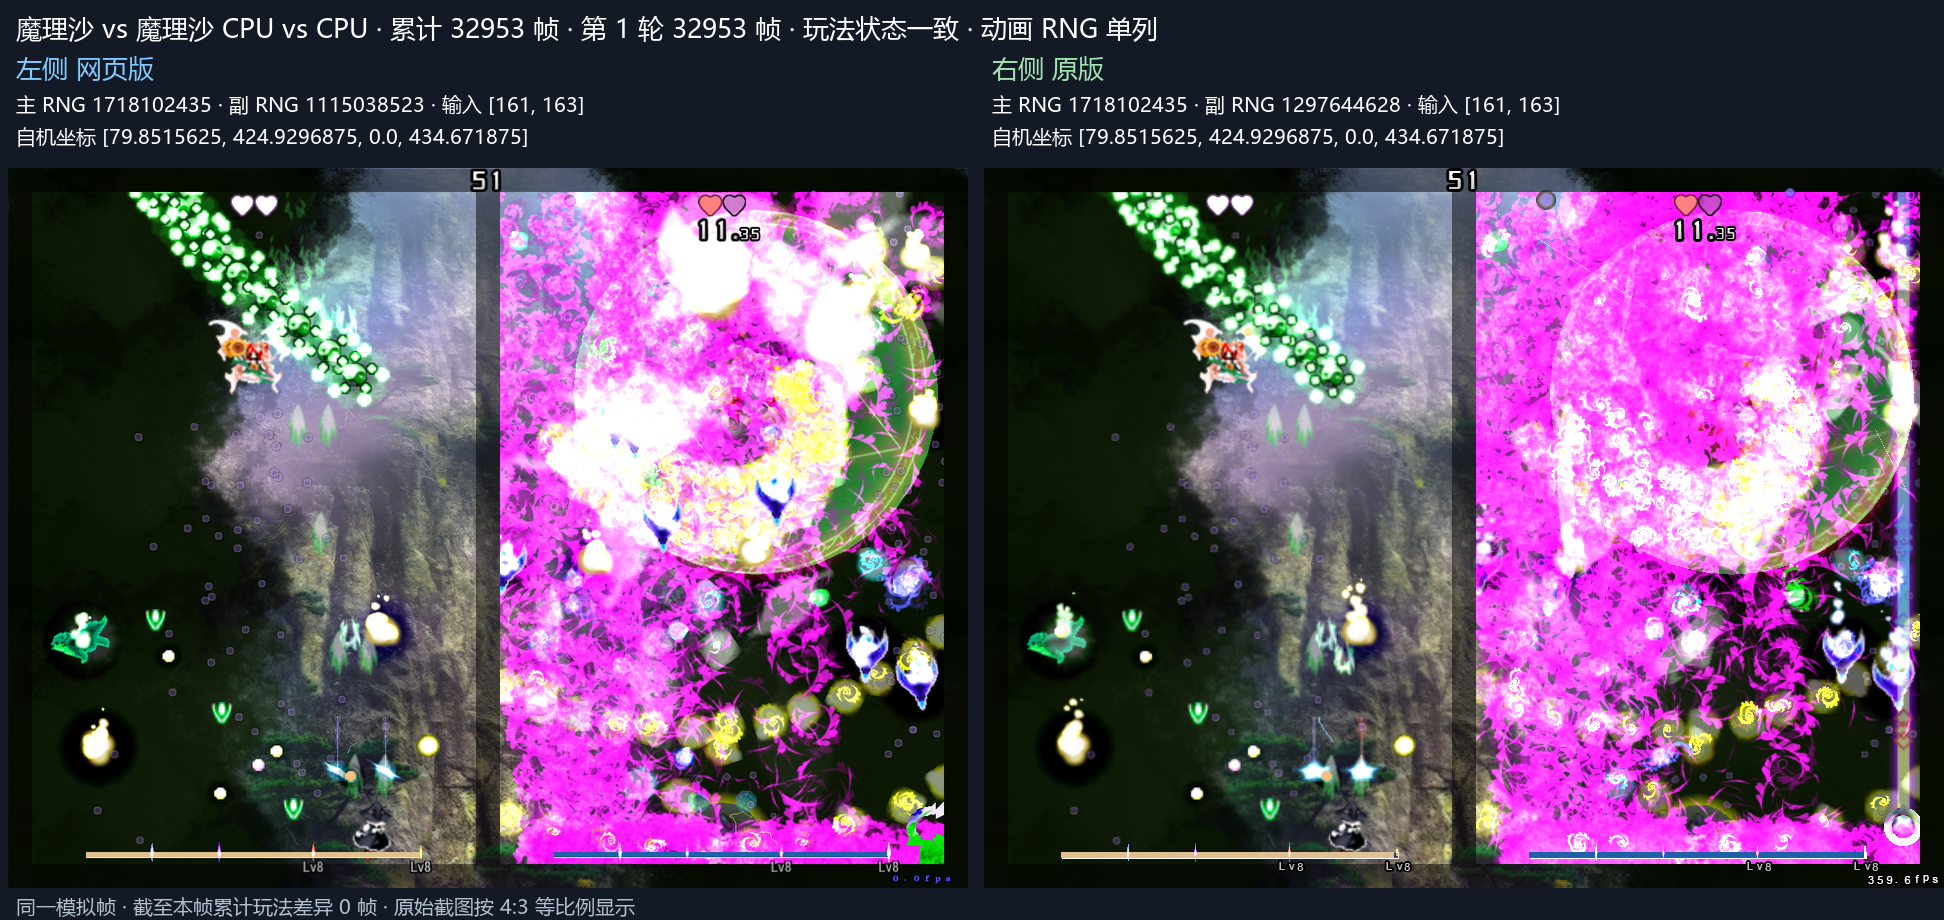 魔理沙 vs 魔理沙 CPU vs CPU · 累计 32953 帧 · 第 1 轮 32953 帧 · 玩法状态一致 · 动画 RNG 单列
左侧 网页版
主 RNG 1718102435 · 副 RNG 1115038523 · 输入 [161, 163]
自机坐标 [79.8515625, 424.9296875, 0.0, 434.671875]
右侧 原版
主 RNG 1718102435 · 副 RNG 1297644628 · 输入 [161, 163]
自机坐标 [79.8515625, 424.9296875, 0.0, 434.671875]
51
11.35
Lv8
Lv8
Lv8
Lv8
0.0fps
51
11.35
Lv8
Lv8
Lv8
Lv8
359.6fps
同一模拟帧 · 截至本帧累计玩法差异 0 帧 · 原始截图按 4:3 等比例显示